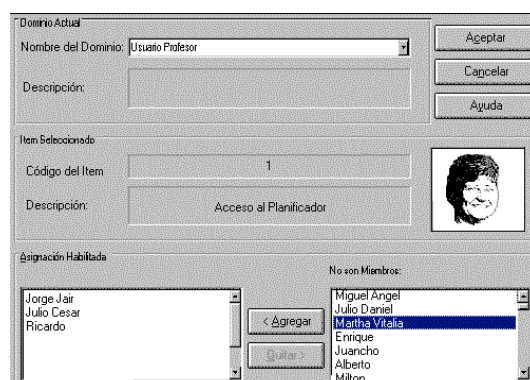 Dominio Actual
Nombre del Dominio: Usuario Profesor
Descripción:
Aceptar
Cancelar
Ayuda
Item Seleccionado
Código del Item 1
Descripción: Acceso al Planificador
Asignación Habilitada
No son Miembros:
Jorge Jair
Julio Cesar
Ricardo
< Agregar
Quitar >
Miguel Angel
Julio Daniel
Martha Vitalia
Enrique
Juancho
Alberto
Milton